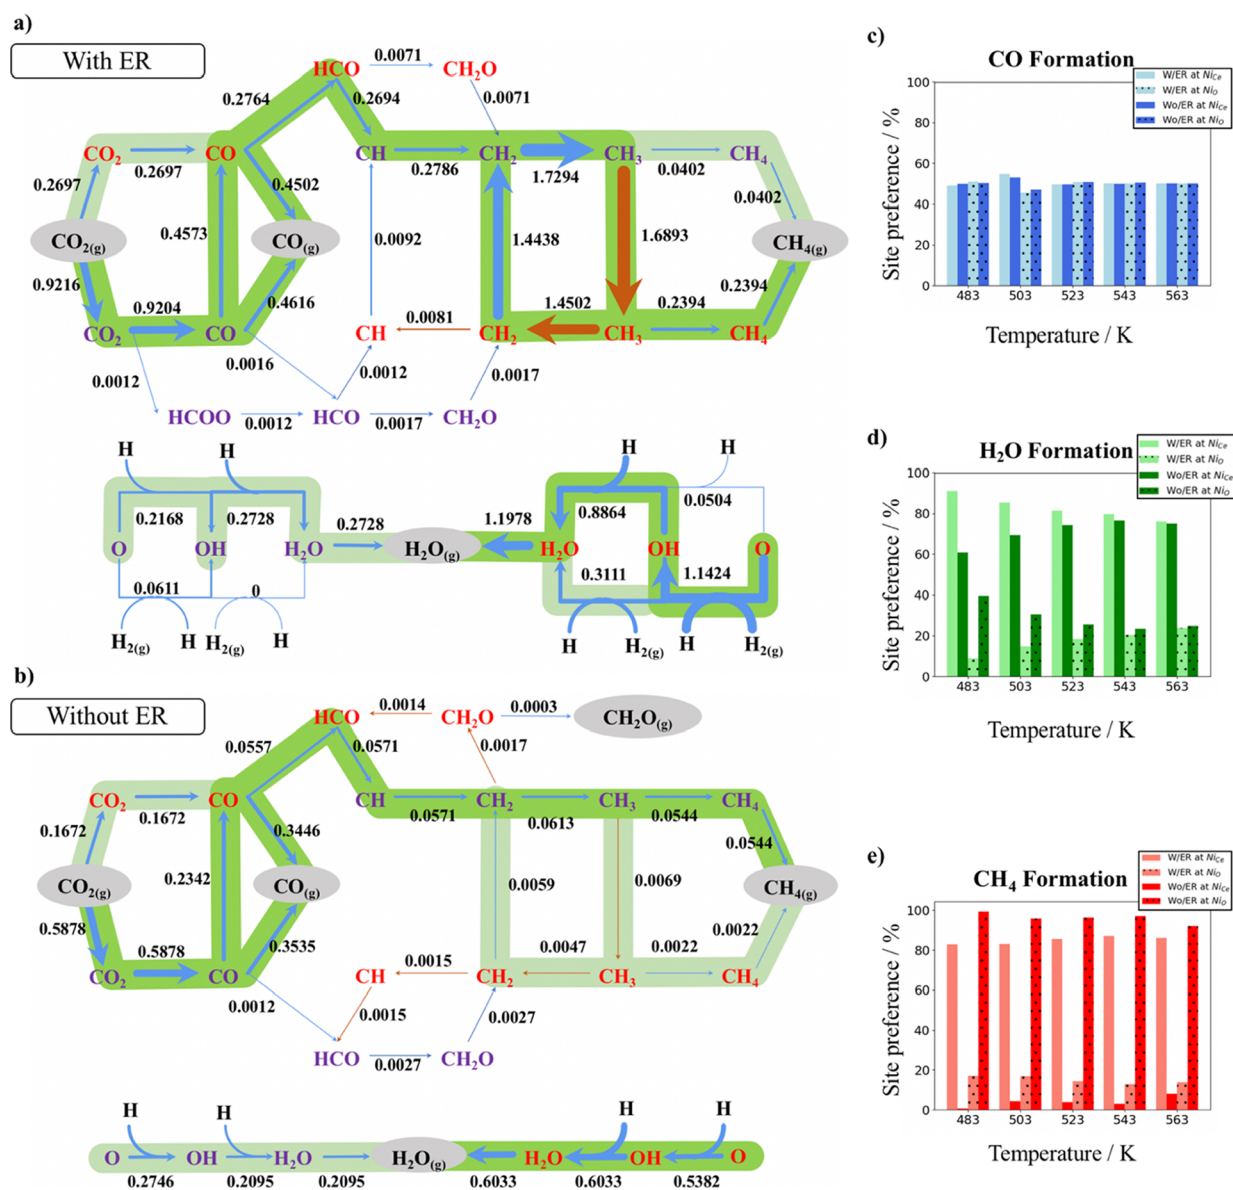 a)
With ER
HCO 0.0071 CH₂O
0.2764 0.2694 0.0071
CO₂ CO CH CH₂ CH₃ CH₄
0.2697 0.2697 0.4502 0.2786 1.7294 0.0402 0.0402
CO₂(g) 0.4573 CO(g) 0.0092 1.4438 1.6893 CH₄(g)
0.9216 0.9204 0.4616 0.0081 1.4502 0.2394 0.2394
CO₂ CO CH CH₂ CH₃ CH₄
0.0012 0.0016 0.0012 0.0017
HCOO 0.0012 HCO 0.0017 CH₂O
H H H H
0.2168 0.2728 0.2728 1.1978 0.8864 0.0504
O OH H₂O H₂O(g) H₂O OH O
0.0611 0 0.3111 1.1424
H₂(g) H H₂(g) H H H₂(g) H H₂(g)
b)
Without ER
HCO 0.0014 CH₂O 0.0003 CH₂O(g)
0.0557 0.0571 0.0017
CO₂ CO CH CH₂ CH₃ CH₄
0.1672 0.1672 0.3446 0.0571 0.0613 0.0544 0.0544
CO₂(g) 0.2342 CO(g) 0.0059 0.0069 CH₄(g)
0.5878 0.5878 0.3535 0.0015 0.0047 0.0022 0.0022
CO₂ CO CH CH₂ CH₃ CH₄
0.0012 0.0015 0.0027
HCO 0.0027 CH₂O
H H H H
O OH H₂O H₂O(g) H₂O OH O
0.2746 0.2095 0.2095 0.6033 0.6033 0.5382
c)
CO Formation
W/ER at Ni_Ce
W/ER at Ni_O
Wo/ER at Ni_Ce
Wo/ER at Ni_O
Site preference / %
100
80
60
40
20
0
483 503 523 543 563
Temperature / K
d)
H₂O Formation
W/ER at Ni_Ce
W/ER at Ni_O
Wo/ER at Ni_Ce
Wo/ER at Ni_O
Site preference / %
100
80
60
40
20
0
483 503 523 543 563
Temperature / K
e)
CH₄ Formation
W/ER at Ni_Ce
W/ER at Ni_O
Wo/ER at Ni_Ce
Wo/ER at Ni_O
Site preference / %
100
80
60
40
20
0
483 503 523 543 563
Temperature / K